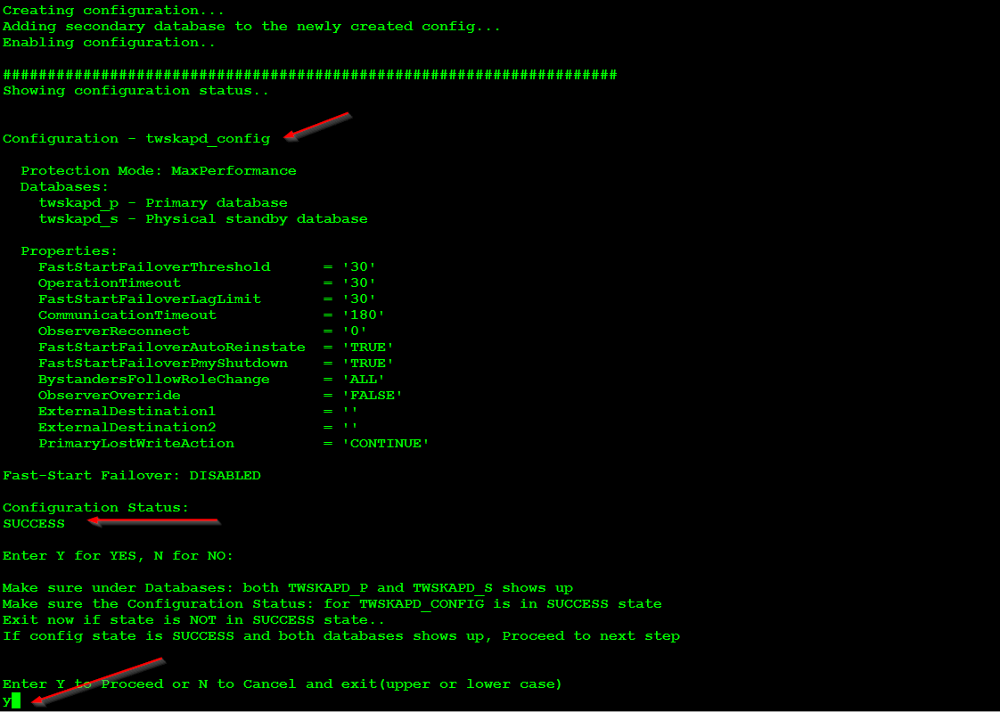 Creating configuration...
Adding secondary database to the newly created config...
Enabling configuration..
#####################################################################
Showing configuration status..
Configuration - twskapd_config
Protection Mode: MaxPerformance
Databases:
twskapd_p - Primary database
twskapd_s - Physical standby database
Properties:
FastStartFailoverThreshold = '30'
OperationTimeout = '30'
FastStartFailoverLagLimit = '30'
CommunicationTimeout = '180'
ObserverReconnect = '0'
FastStartFailoverAutoReinstate = 'TRUE'
FastStartFailoverPmyShutdown = 'TRUE'
BystandersFollowRoleChange = 'ALL'
ObserverOverride = 'FALSE'
ExternalDestination1 = ''
ExternalDestination2 = ''
PrimaryLostWriteAction = 'CONTINUE'
Fast-Start Failover: DISABLED
Configuration Status:
SUCCESS
Enter Y for YES, N for NO:
Make sure under Databases: both TWSKAPD_P and TWSKAPD_S shows up
Make sure the Configuration Status: for TWSKAPD_CONFIG is in SUCCESS state
Exit now if state is NOT in SUCCESS state..
If config state is SUCCESS and both databases shows up, Proceed to next step
Enter Y to Proceed or N to Cancel and exit(upper or lower case)
y